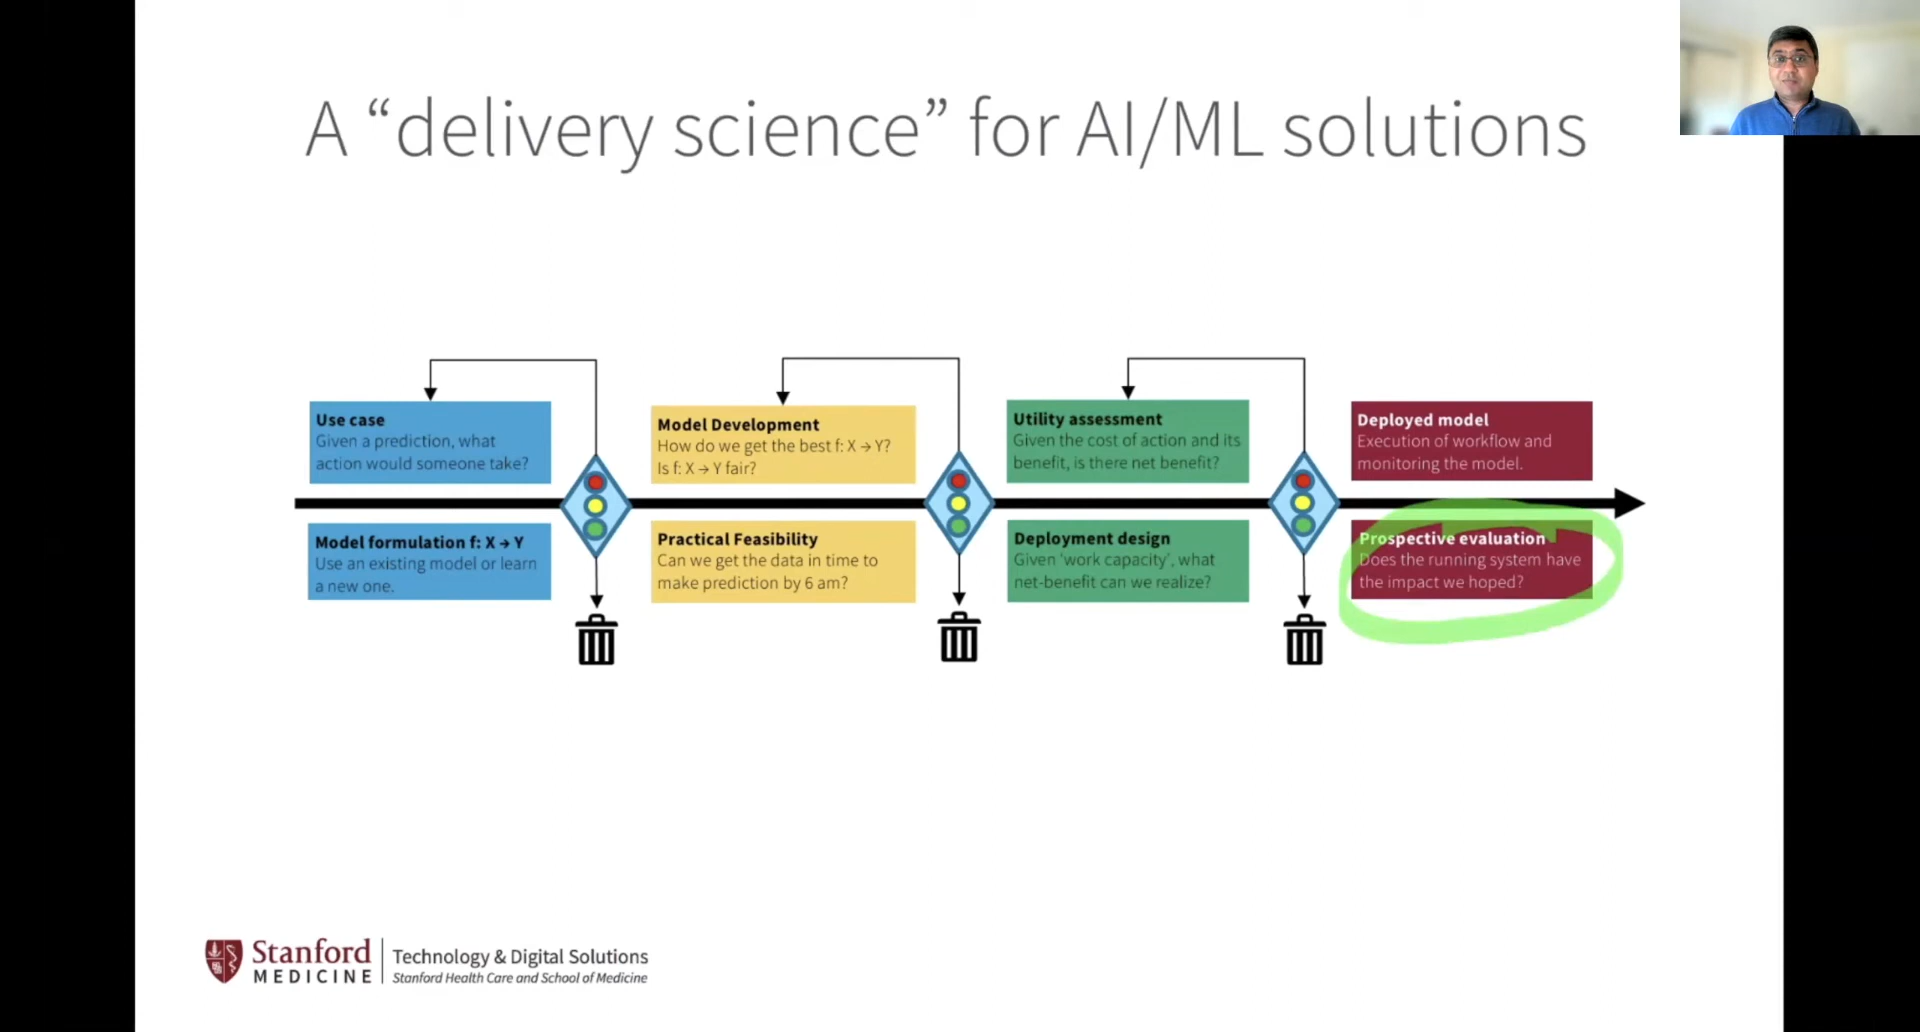 A “delivery science” for AI/ML solutions
Use case
Given a prediction, what
action would someone take?
Model formulation f: X → Y
Use an existing model or learn
a new one.
Model Development
How do we get the best f: X → Y?
Is f: X → Y fair?
Practical Feasibility
Can we get the data in time to
make prediction by 6 am?
Utility assessment
Given the cost of action and its
benefit, is there net benefit?
Deployment design
Given ‘work capacity’, what
net-benefit can we realize?
Deployed model
Execution of workflow and
monitoring the model.
Prospective evaluation
Does the running system have
the impact we hoped?
Stanford
MEDICINE
Technology & Digital Solutions
Stanford Health Care and School of Medicine